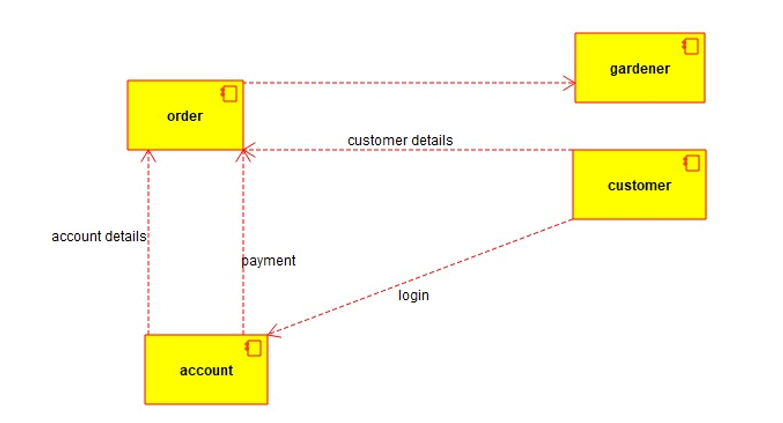 gardener
order
customer details
customer
account details
payment
login
account